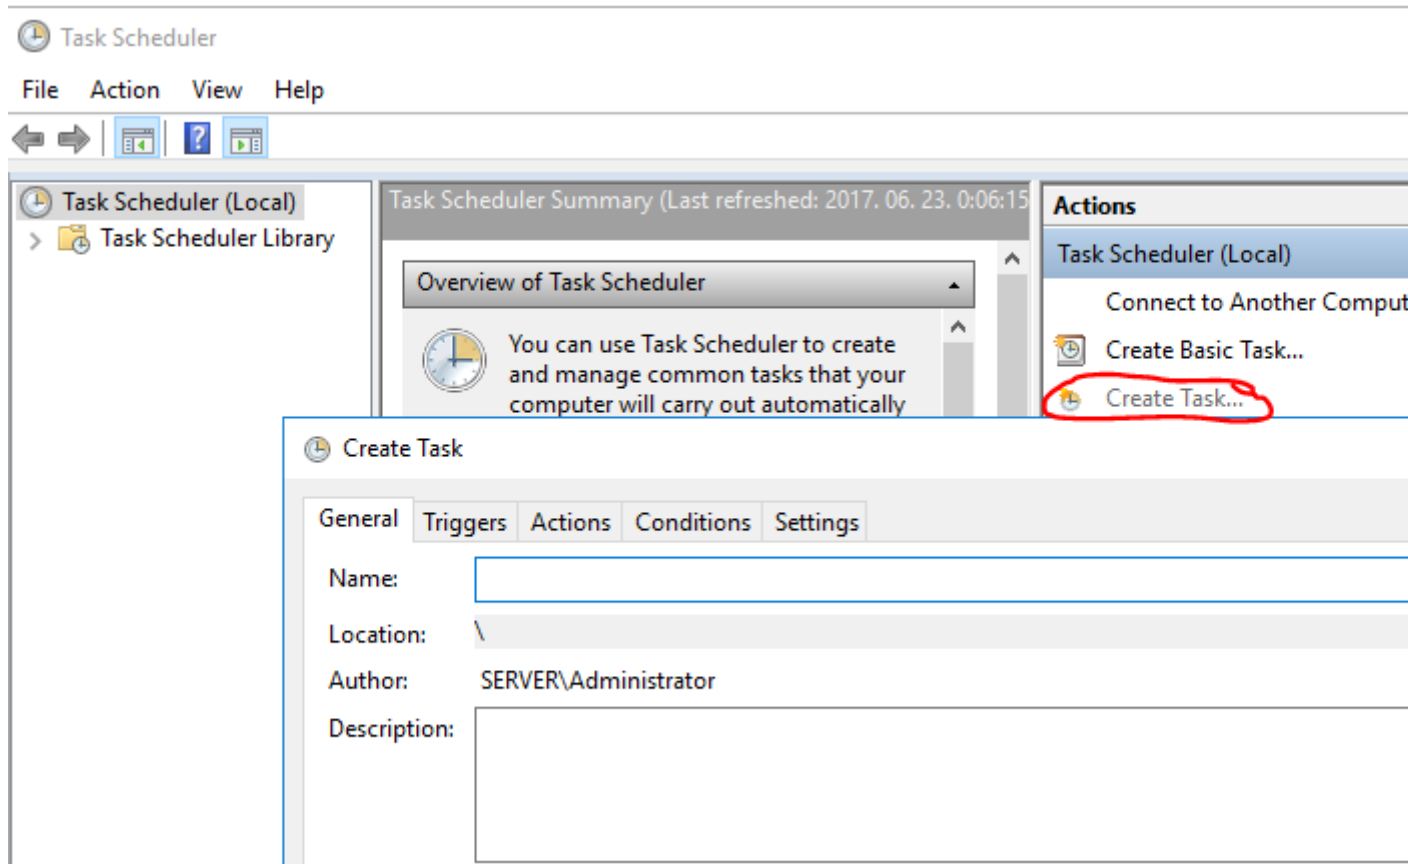 Task Scheduler
File Action View Help
Task Scheduler (Local)
Task Scheduler Library
Task Scheduler Summary (Last refreshed: 2017. 06. 23. 0:06:15
Overview of Task Scheduler
You can use Task Scheduler to create
and manage common tasks that your
computer will carry out automatically
Actions
Task Scheduler (Local)
Connect to Another Comput
Create Basic Task...
Create Task...
Create Task
General Triggers Actions Conditions Settings
Name:
Location: \
Author: SERVER\Administrator
Description: